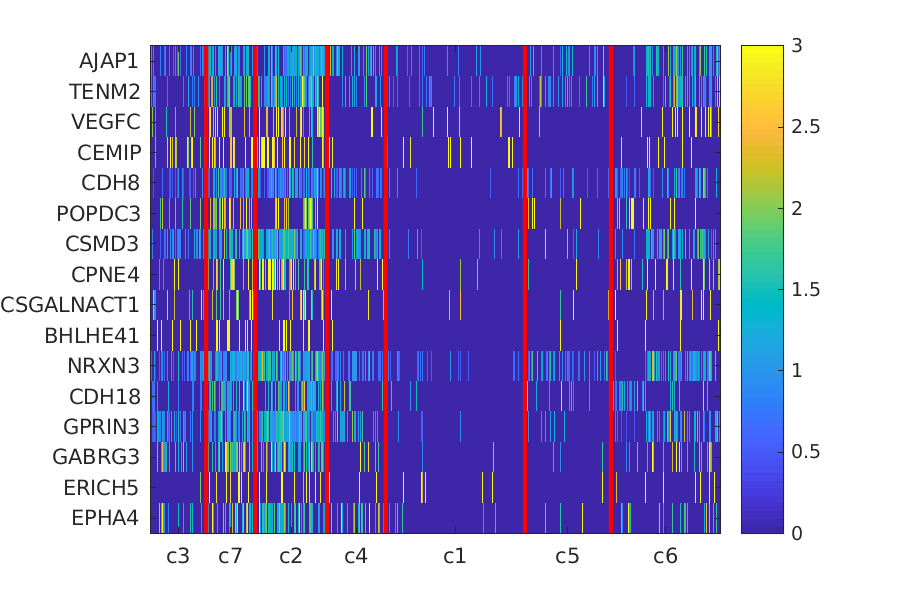 AJAP1
TENM2
VEGFC
CEMIP
CDH8
POPDC3
CSMD3
CPNE4
CSGALNACT1
BHLHE41
NRXN3
CDH18
GPRIN3
GABRG3
ERICH5
EPHA4
c3 c7 c2 c4 c1 c5 c6
3
2.5
2
1.5
1
0.5
0